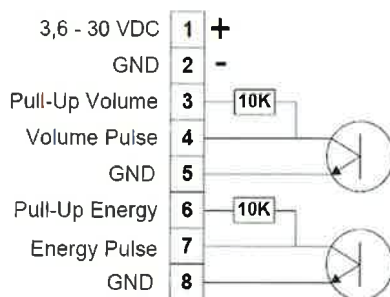 3,6 - 30 VDC 1 +
GND 2 -
Pull-Up Volume 3 10K
Volume Pulse 4
GND 5
Pull-Up Energy 6 10K
Energy Pulse 7
GND 8